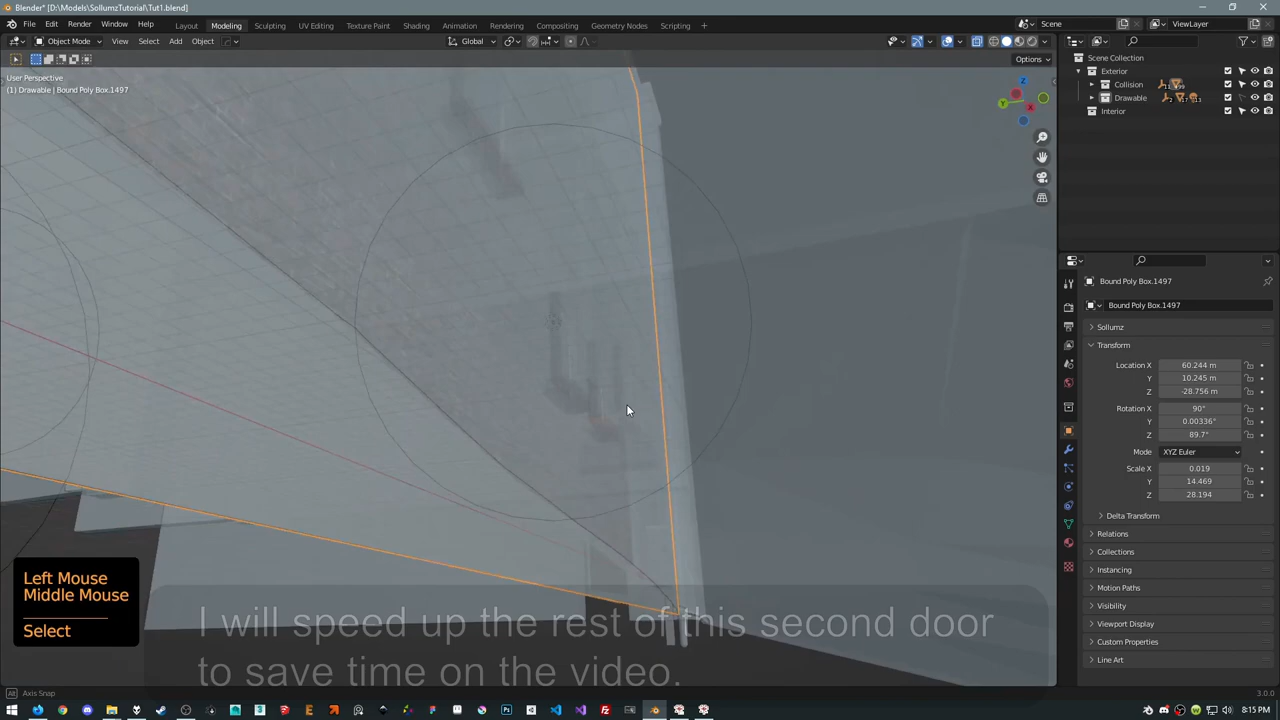 Blender* [D:\Models\SollumzTutorial\Tut1.blend]
File Edit Render Window Help Layout Modeling Sculpting UV Editing Texture Paint Shading Animation Rendering Compositing Geometry Nodes Scripting + Scene ViewLayer
Object Mode View Select Add Object Global
Options
User Perspective
(1) Drawable | Bound Poly Box.1497
Z
Y
X
Scene Collection
Exterior
Collision
Drawable
Interior
Bound Poly Box.1497
Bound Poly Box.1497
Sollumz
Transform
Location X 60.244 m
Y 10.245 m
Z -28.756 m
Rotation X 90°
Y 0.00336°
Z 89.7°
Mode XYZ Euler
Scale X 0.019
Y 14.469
Z 28.194
Delta Transform
Relations
Collections
Instancing
Motion Paths
Visibility
Viewport Display
Custom Properties
Line Art
Left Mouse
Middle Mouse
Select
I will speed up the rest of this second door
to save time on the video.
Alt Axis Snap
3.0.0
8:15 PM